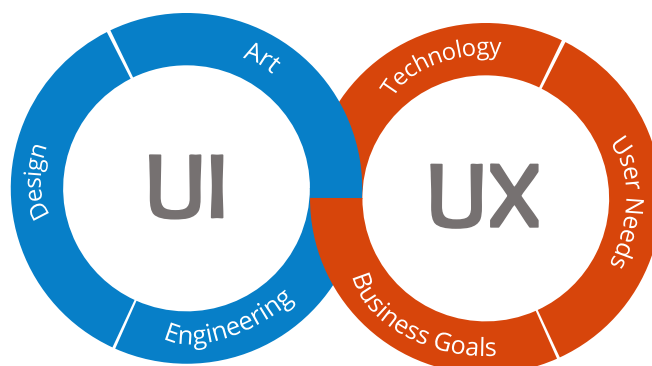 Art
Design
UI
Engineering
Technology
User Needs
UX
Business Goals